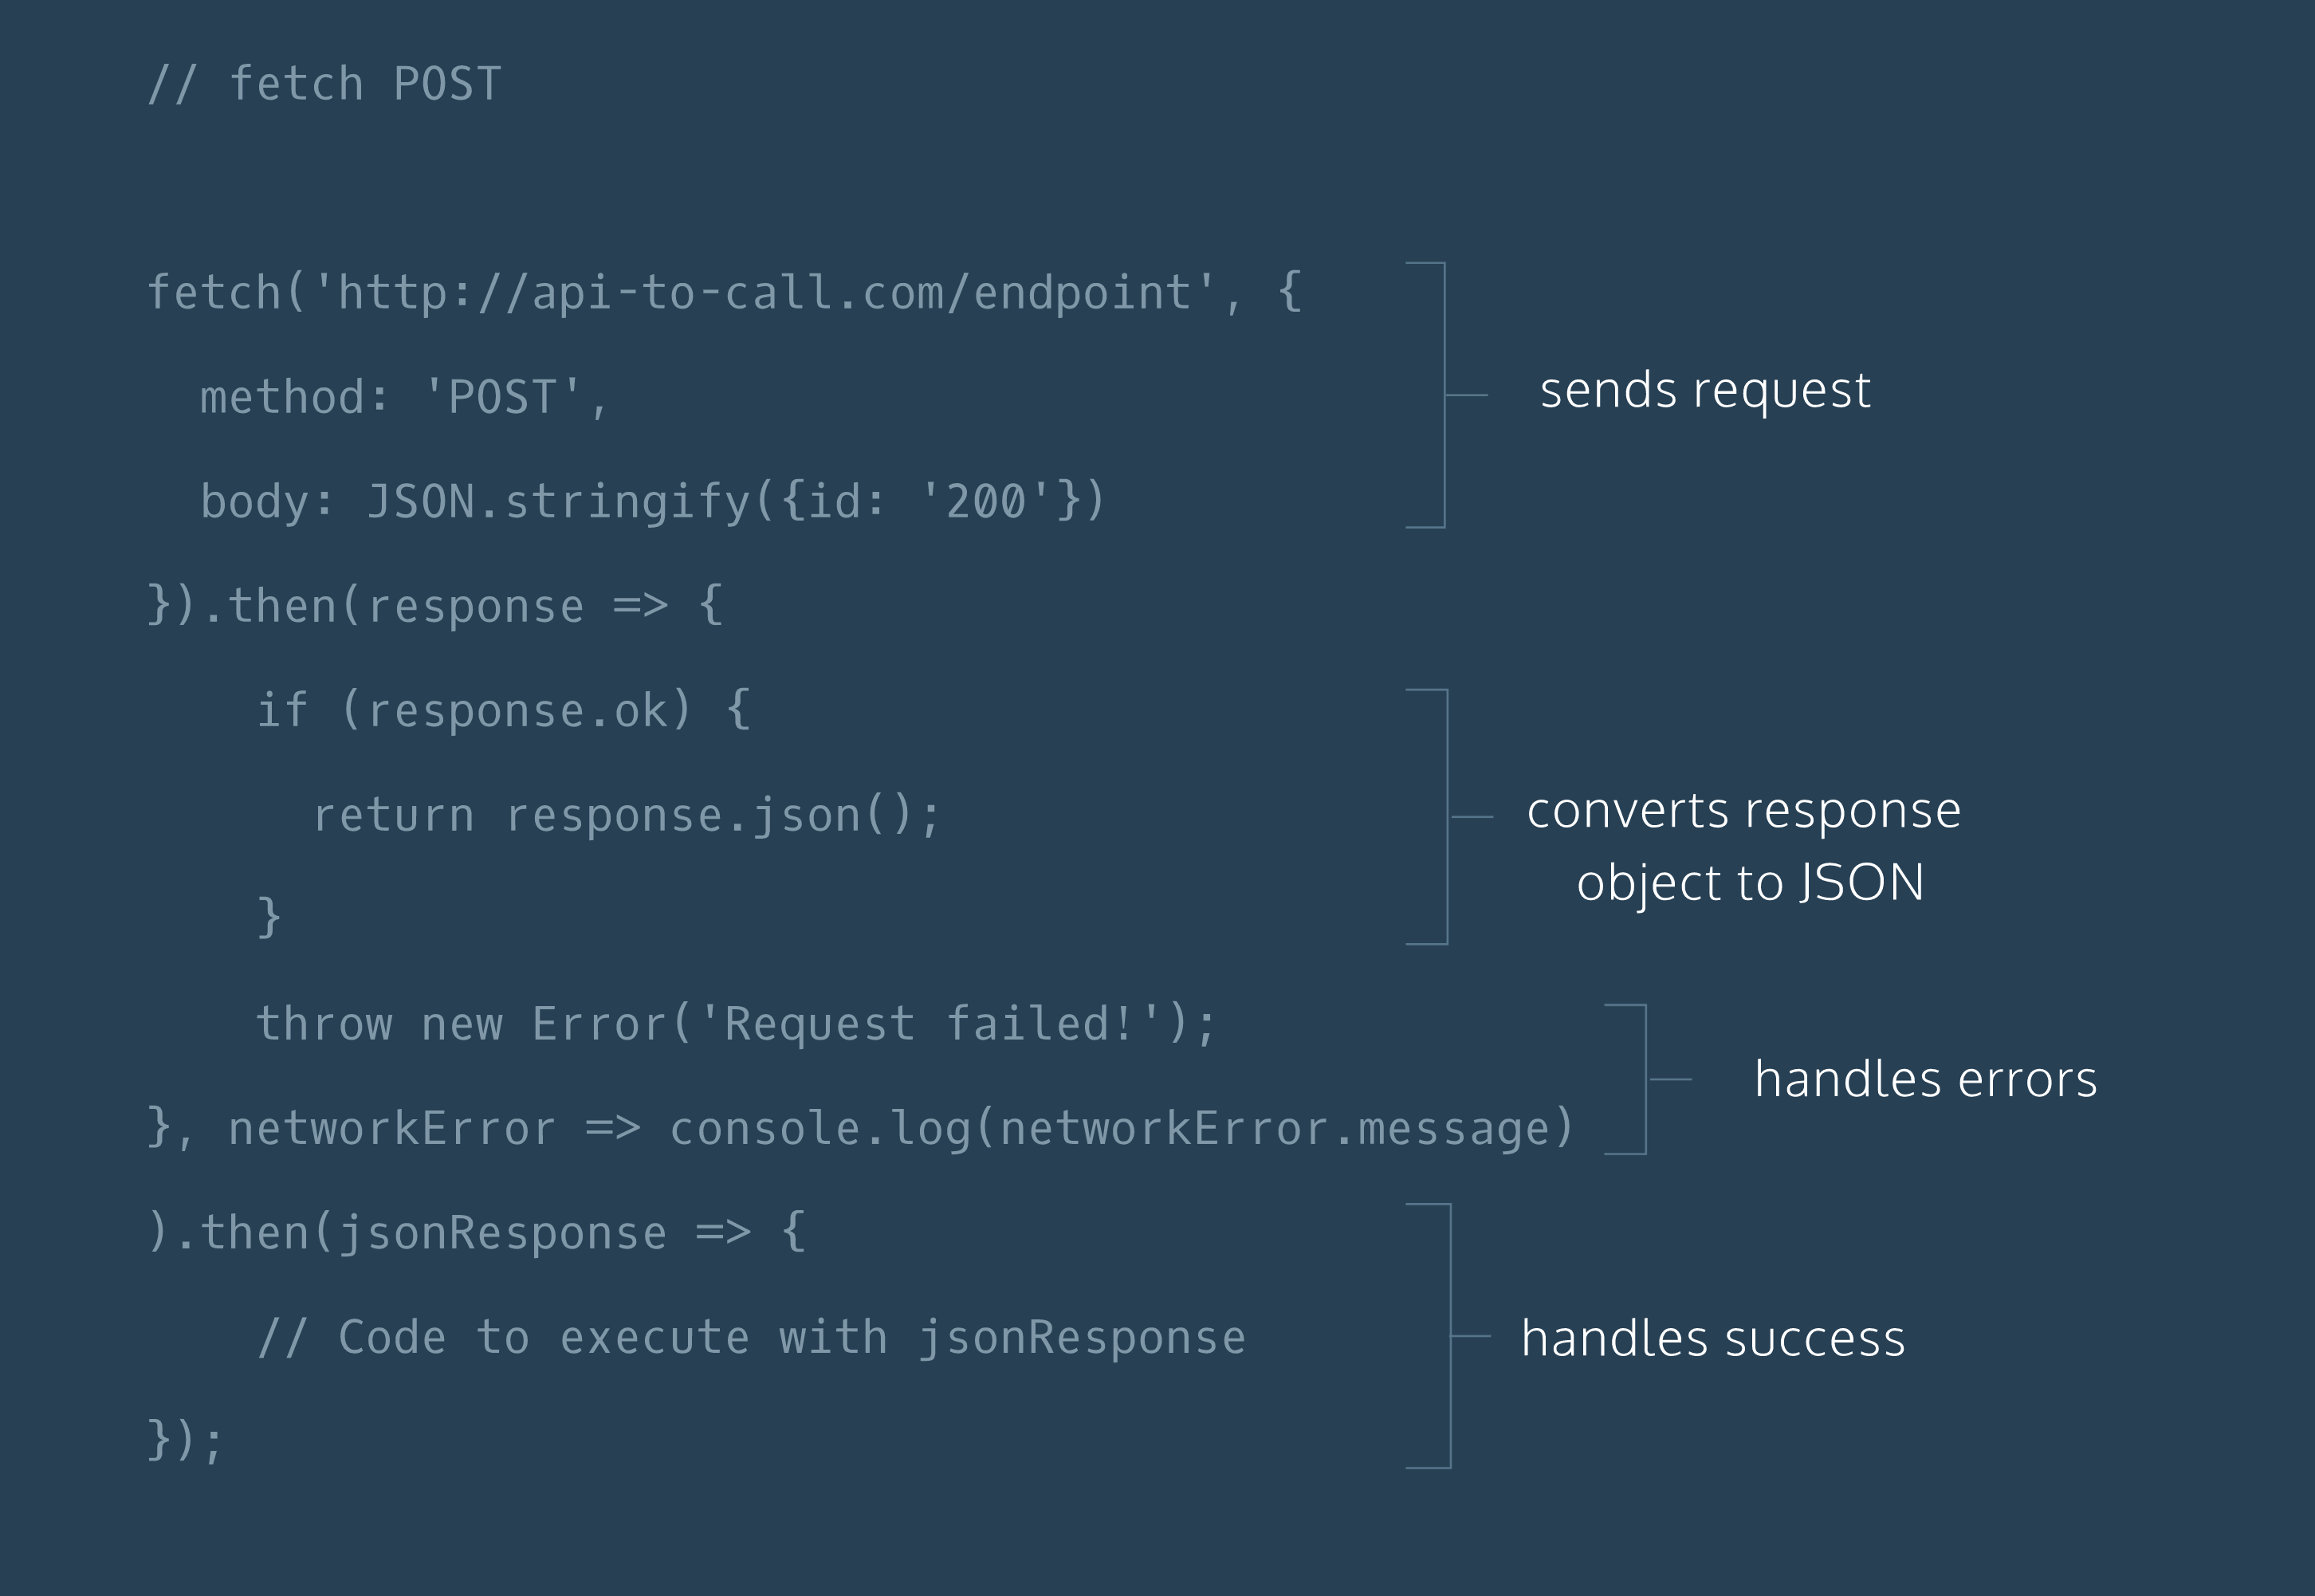 // fetch POST
fetch('http://api-to-call.com/endpoint', {
  method: 'POST',
  body: JSON.stringify({id: '200'})
}).then(response => {
    if (response.ok) {
      return response.json();
    }
    throw new Error('Request failed!');
}, networkError => console.log(networkError.message)
).then(jsonResponse => {
    // Code to execute with jsonResponse
});
sends request
converts response
object to JSON
handles errors
handles success